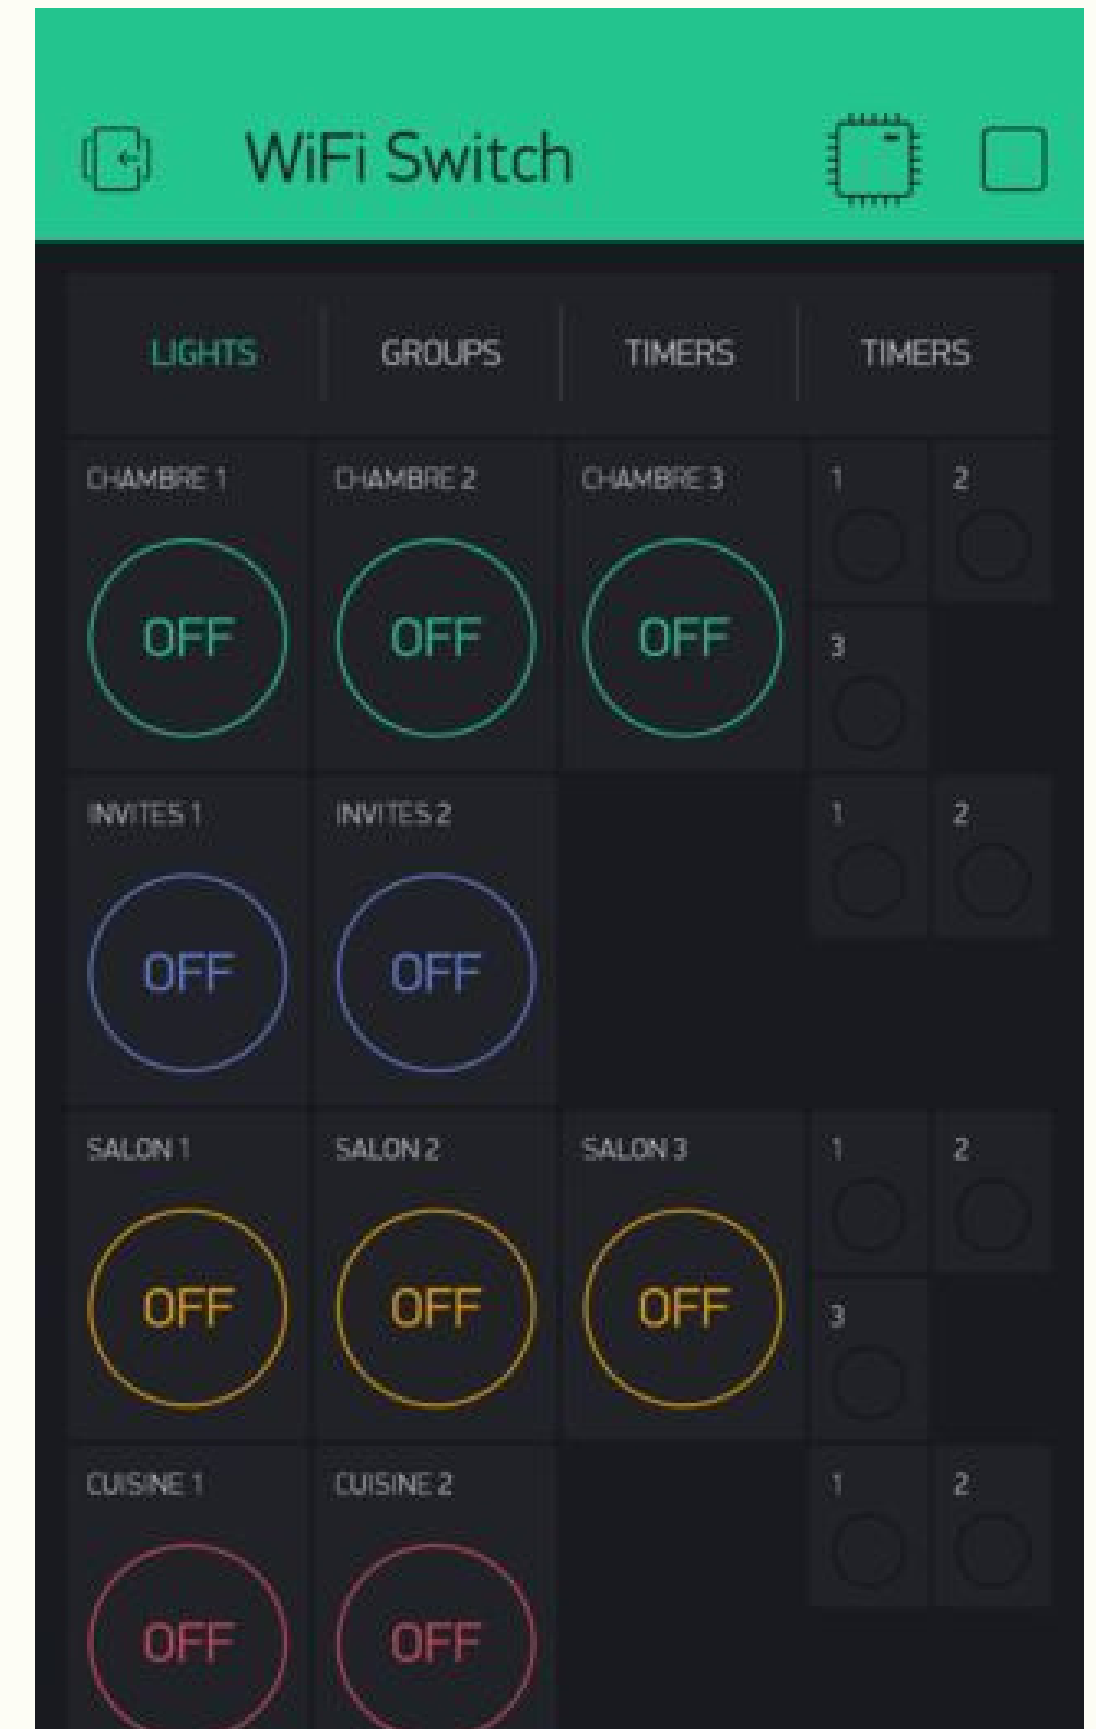 WiFi Switch
LIGHTS GROUPS TIMERS TIMERS
CHAMBRE 1 CHAMBRE 2 CHAMBRE 3 1 2
OFF OFF OFF
3
INVITES 1 INVITES 2 1 2
OFF OFF
SALON 1 SALON 2 SALON 3 1 2
OFF OFF OFF
3
CUISINE 1 CUISINE 2 1 2
OFF OFF